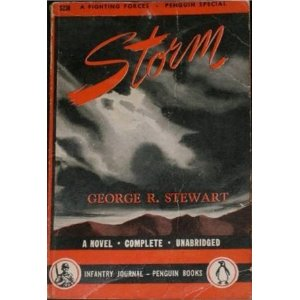 S238 A FIGHTING FORCES · PENGUIN SPECIAL
Storm
GEORGE R. STEWART
A NOVEL · COMPLETE · UNABRIDGED
INFANTRY JOURNAL - PENGUIN BOOKS